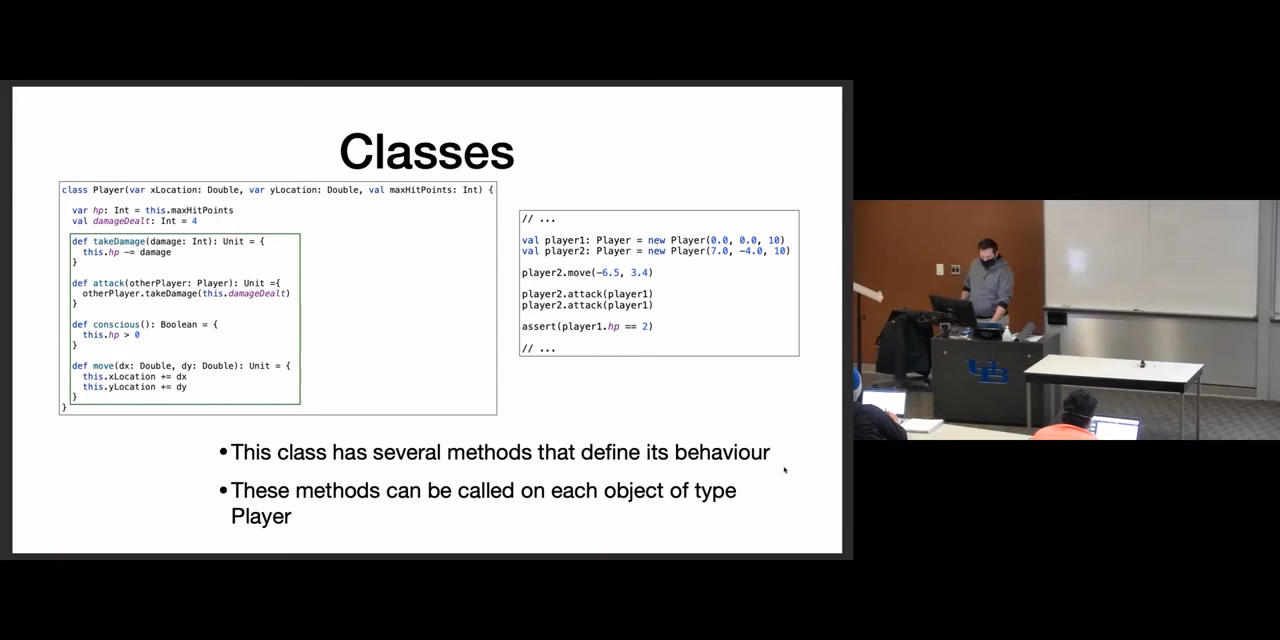 Classes
class Player(var xLocation: Double, var yLocation: Double, val maxHitPoints: Int) {
var hp: Int = this.maxHitPoints
val damageDealt: Int = 4
def takeDamage(damage: Int): Unit = {
this.hp -= damage
}
def attack(otherPlayer: Player): Unit ={
otherPlayer.takeDamage(this.damageDealt)
}
def conscious(): Boolean = {
this.hp > 0
}
def move(dx: Double, dy: Double): Unit = {
this.xLocation += dx
this.yLocation += dy
}
}
// ...
val player1: Player = new Player(0.0, 0.0, 10)
val player2: Player = new Player(7.0, -4.0, 10)
player2.move(-6.5, 3.4)
player2.attack(player1)
player2.attack(player1)
assert(player1.hp == 2)
// ...
•This class has several methods that define its behaviour
•These methods can be called on each object of type
Player
UB